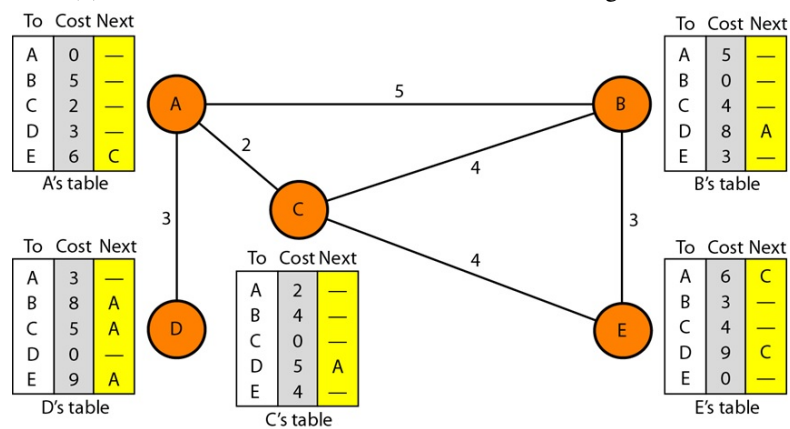 To Cost Next
A 0 —
B 5 —
C 2 —
D 3 —
E 6 C
A's table
To Cost Next
A 5 —
B 0 —
C 4 —
D 8 A
E 3 —
B's table
A
5
B
2
4
C
3
3
4
D
E
To Cost Next
A 3 —
B 8 A
C 5 A
D 0 —
E 9 A
D's table
To Cost Next
A 2 —
B 4 —
C 0 —
D 5 A
E 4 —
C's table
To Cost Next
A 6 C
B 3 —
C 4 —
D 9 C
E 0 —
E's table